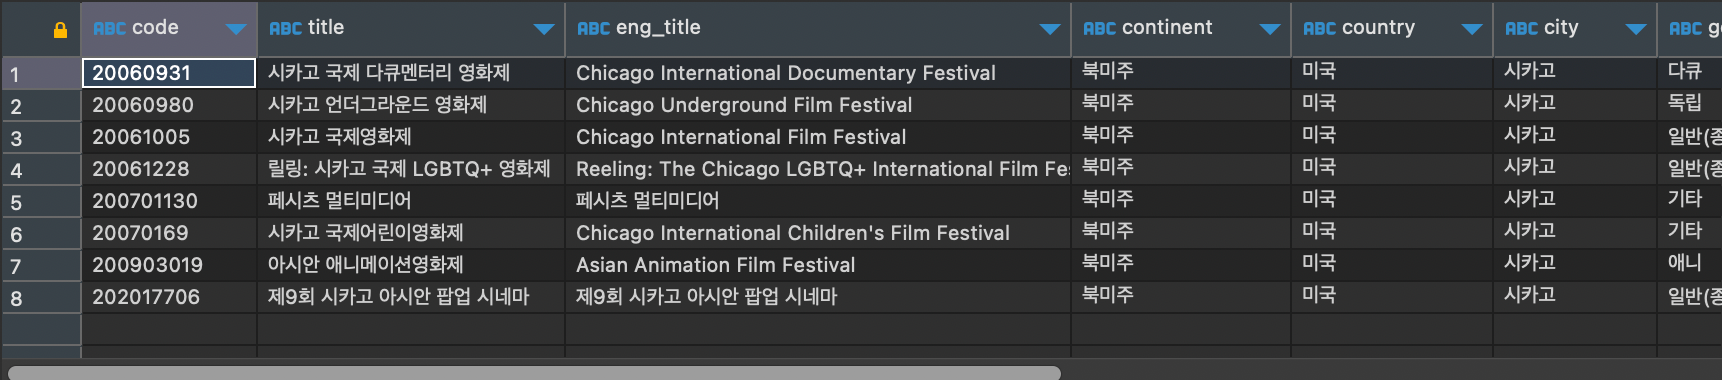 ABC code ABC title ABC eng_title ABC continent ABC country ABC city ABC
1 20060931 시카고 국제 다큐멘터리 영화제 Chicago International Documentary Festival 북미주 미국 시카고 다큐
2 20060980 시카고 언더그라운드 영화제 Chicago Underground Film Festival 북미주 미국 시카고 독립
3 20061005 시카고 국제영화제 Chicago International Film Festival 북미주 미국 시카고 일반(종
4 20061228 릴링: 시카고 국제 LGBTQ+ 영화제 Reeling: The Chicago LGBTQ+ International Film Fes 북미주 미국 시카고 일반(종
5 200701130 페시츠 멀티미디어 페시츠 멀티미디어 북미주 미국 시카고 기타
6 20070169 시카고 국제어린이영화제 Chicago International Children's Film Festival 북미주 미국 시카고 기타
7 200903019 아시안 애니메이션영화제 Asian Animation Film Festival 북미주 미국 시카고 애니
8 202017706 제9회 시카고 아시안 팝업 시네마 제9회 시카고 아시안 팝업 시네마 북미주 미국 시카고 일반(종